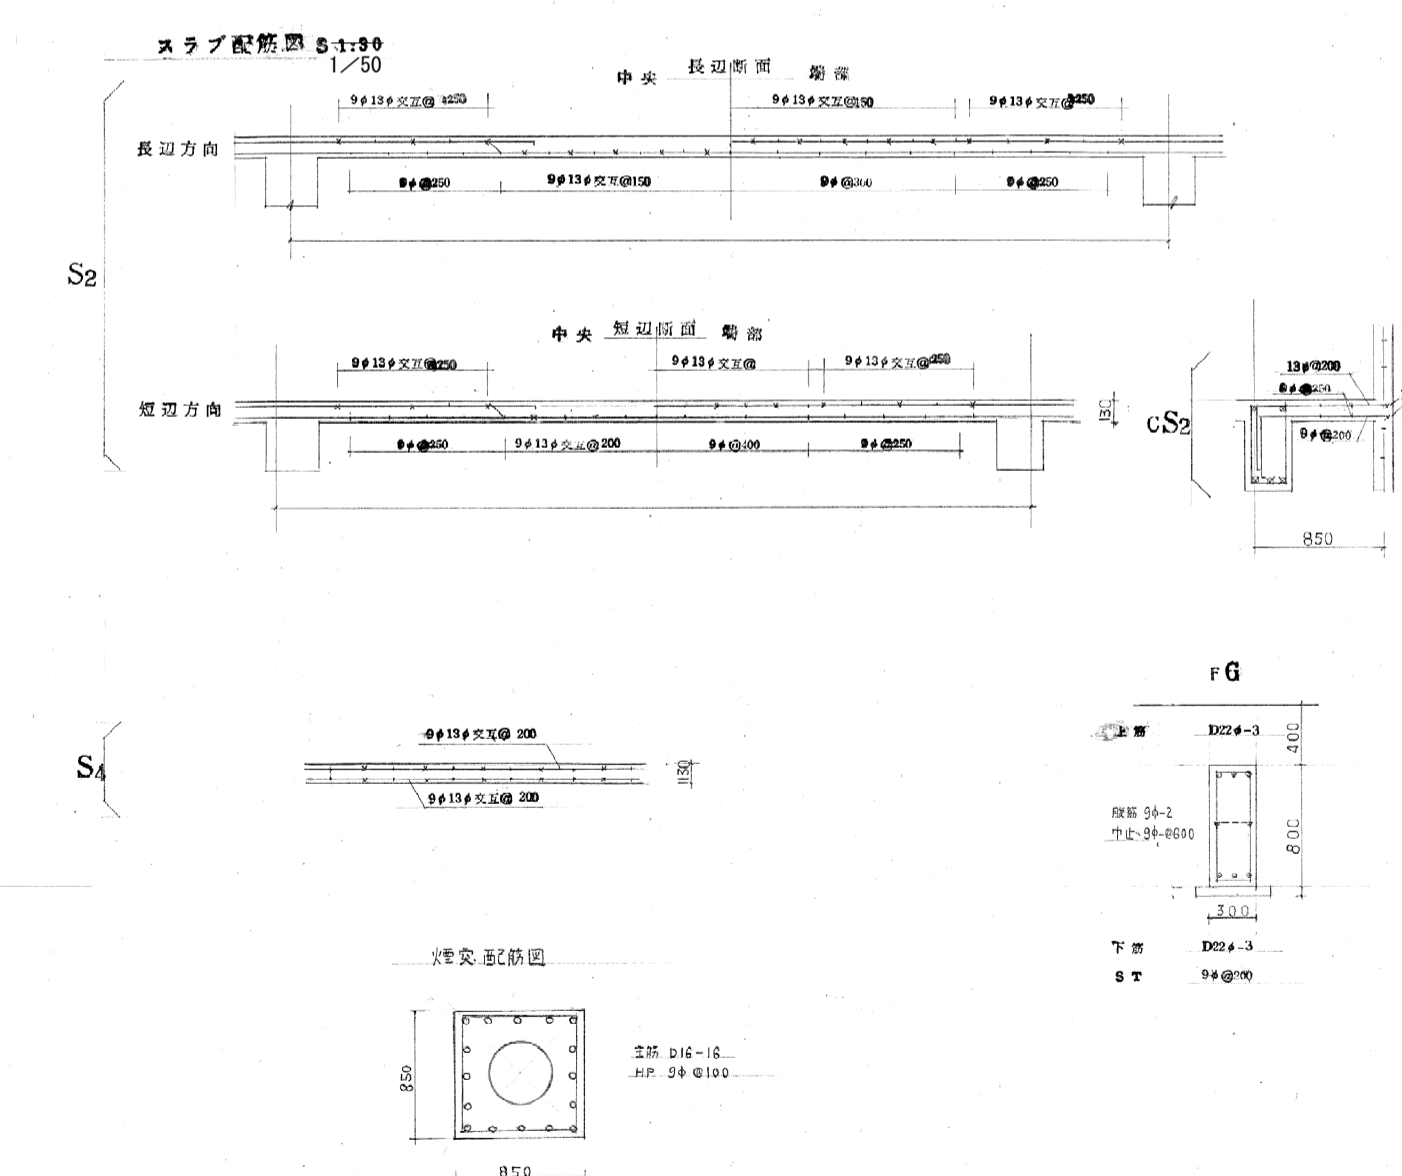 スラブ配筋図 S 1:30
1/50
中央 長辺断面 端部
9φ13φ交互@250
9φ13φ交互@150
9φ13φ交互@250
長辺方向
9φ@250
9φ13φ交互@150
9φ@300
9φ@250
S2
中央 短辺断面 端部
9φ13φ交互@250
9φ13φ交互@
9φ13φ交互@250
短辺方向
130
9φ@250
9φ13φ交互@200
9φ@400
9φ@250
CS2
13φ@200
9φ@250
9φ@200
850
FG
上筋 D22φ-3
400
腹筋 9φ-2
中止 9φ-@600
800
300
下筋 D22φ-3
ST 9φ@200
S4
9φ13φ交互@ 200
130
9φ13φ交互@ 200
煙突配筋図
850
主筋 D16-16
H.P. 9φ @100
850